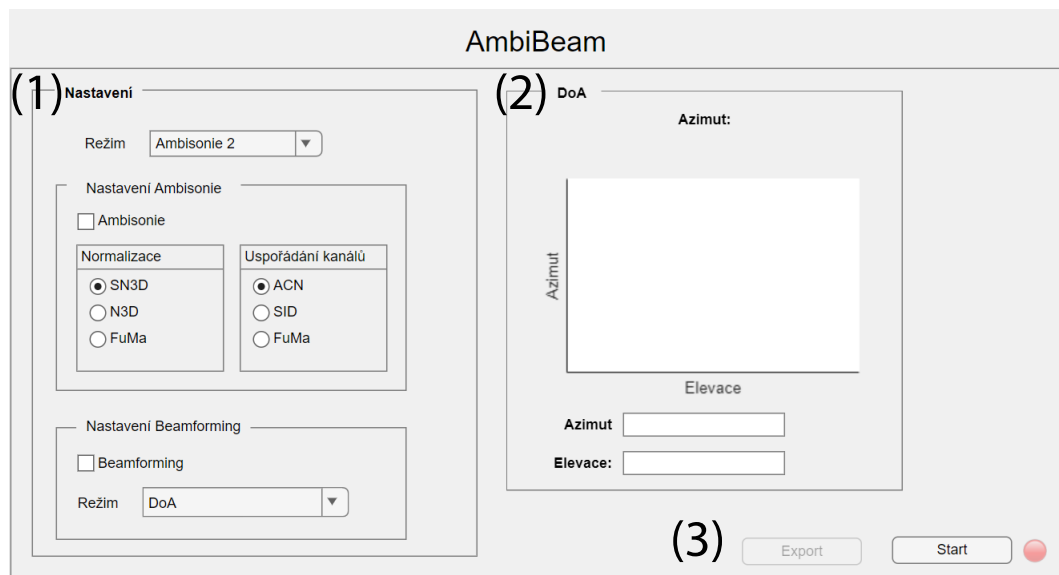 AmbiBeam
(1) Nastavení
Režim Ambisonie 2
Nastavení Ambisonie
Ambisonie
Normalizace
SN3D
N3D
FuMa
Uspořádání kanálů
ACN
SID
FuMa
Nastavení Beamforming
Beamforming
Režim DoA
(2) DoA
Azimut:
Azimut
Elevace
Azimut
Elevace:
(3) Export Start